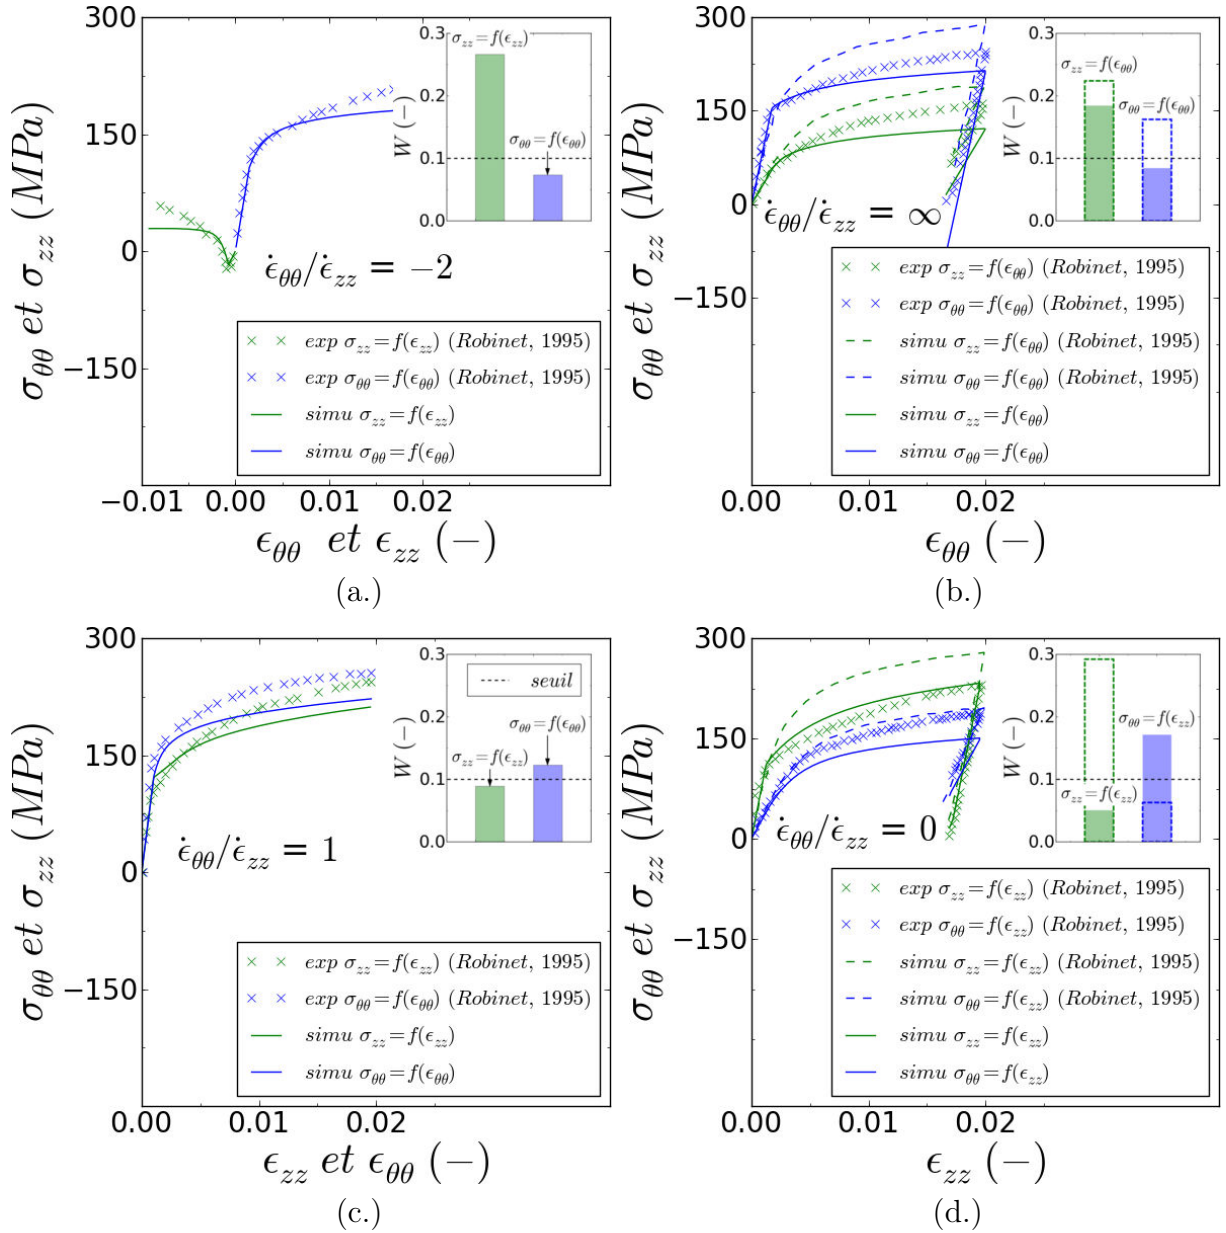 300
150
0
−150
σθθ et σzz (MPa)
0.3
0.2
0.1
0.0
W (−)
σzz=f(ϵzz)
σθθ=f(ϵθθ)
ϵ̇θθ/ϵ̇zz = −2
exp σzz=f(ϵzz) (Robinet, 1995)
exp σθθ=f(ϵθθ) (Robinet, 1995)
simu σzz=f(ϵzz)
simu σθθ=f(ϵθθ)
−0.01 0.00 0.01 0.02
ϵθθ et ϵzz (−)
(a.)
300
150
0
−150
σθθ et σzz (MPa)
0.3
0.2
0.1
0.0
W (−)
σzz=f(ϵθθ)
σθθ=f(ϵθθ)
ϵ̇θθ/ϵ̇zz = ∞
exp σzz=f(ϵθθ) (Robinet, 1995)
exp σθθ=f(ϵθθ) (Robinet, 1995)
simu σzz=f(ϵθθ) (Robinet, 1995)
simu σθθ=f(ϵθθ) (Robinet, 1995)
simu σzz=f(ϵθθ)
simu σθθ=f(ϵθθ)
0.00 0.01 0.02
ϵθθ (−)
(b.)
300
150
0
−150
σθθ et σzz (MPa)
0.3
0.2
0.1
0.0
W (−)
seuil
σθθ=f(ϵθθ)
σzz=f(ϵzz)
ϵ̇θθ/ϵ̇zz = 1
exp σzz=f(ϵzz) (Robinet, 1995)
exp σθθ=f(ϵθθ) (Robinet, 1995)
simu σzz=f(ϵzz)
simu σθθ=f(ϵθθ)
0.00 0.01 0.02
ϵzz et ϵθθ (−)
(c.)
300
150
0
−150
σθθ et σzz (MPa)
0.3
0.2
0.1
0.0
W (−)
σθθ=f(ϵzz)
σzz=f(ϵzz)
ϵ̇θθ/ϵ̇zz = 0
exp σzz=f(ϵzz) (Robinet, 1995)
exp σθθ=f(ϵzz) (Robinet, 1995)
simu σzz=f(ϵzz) (Robinet, 1995)
simu σθθ=f(ϵzz) (Robinet, 1995)
simu σzz=f(ϵzz)
simu σθθ=f(ϵzz)
0.00 0.01 0.02
ϵzz (−)
(d.)